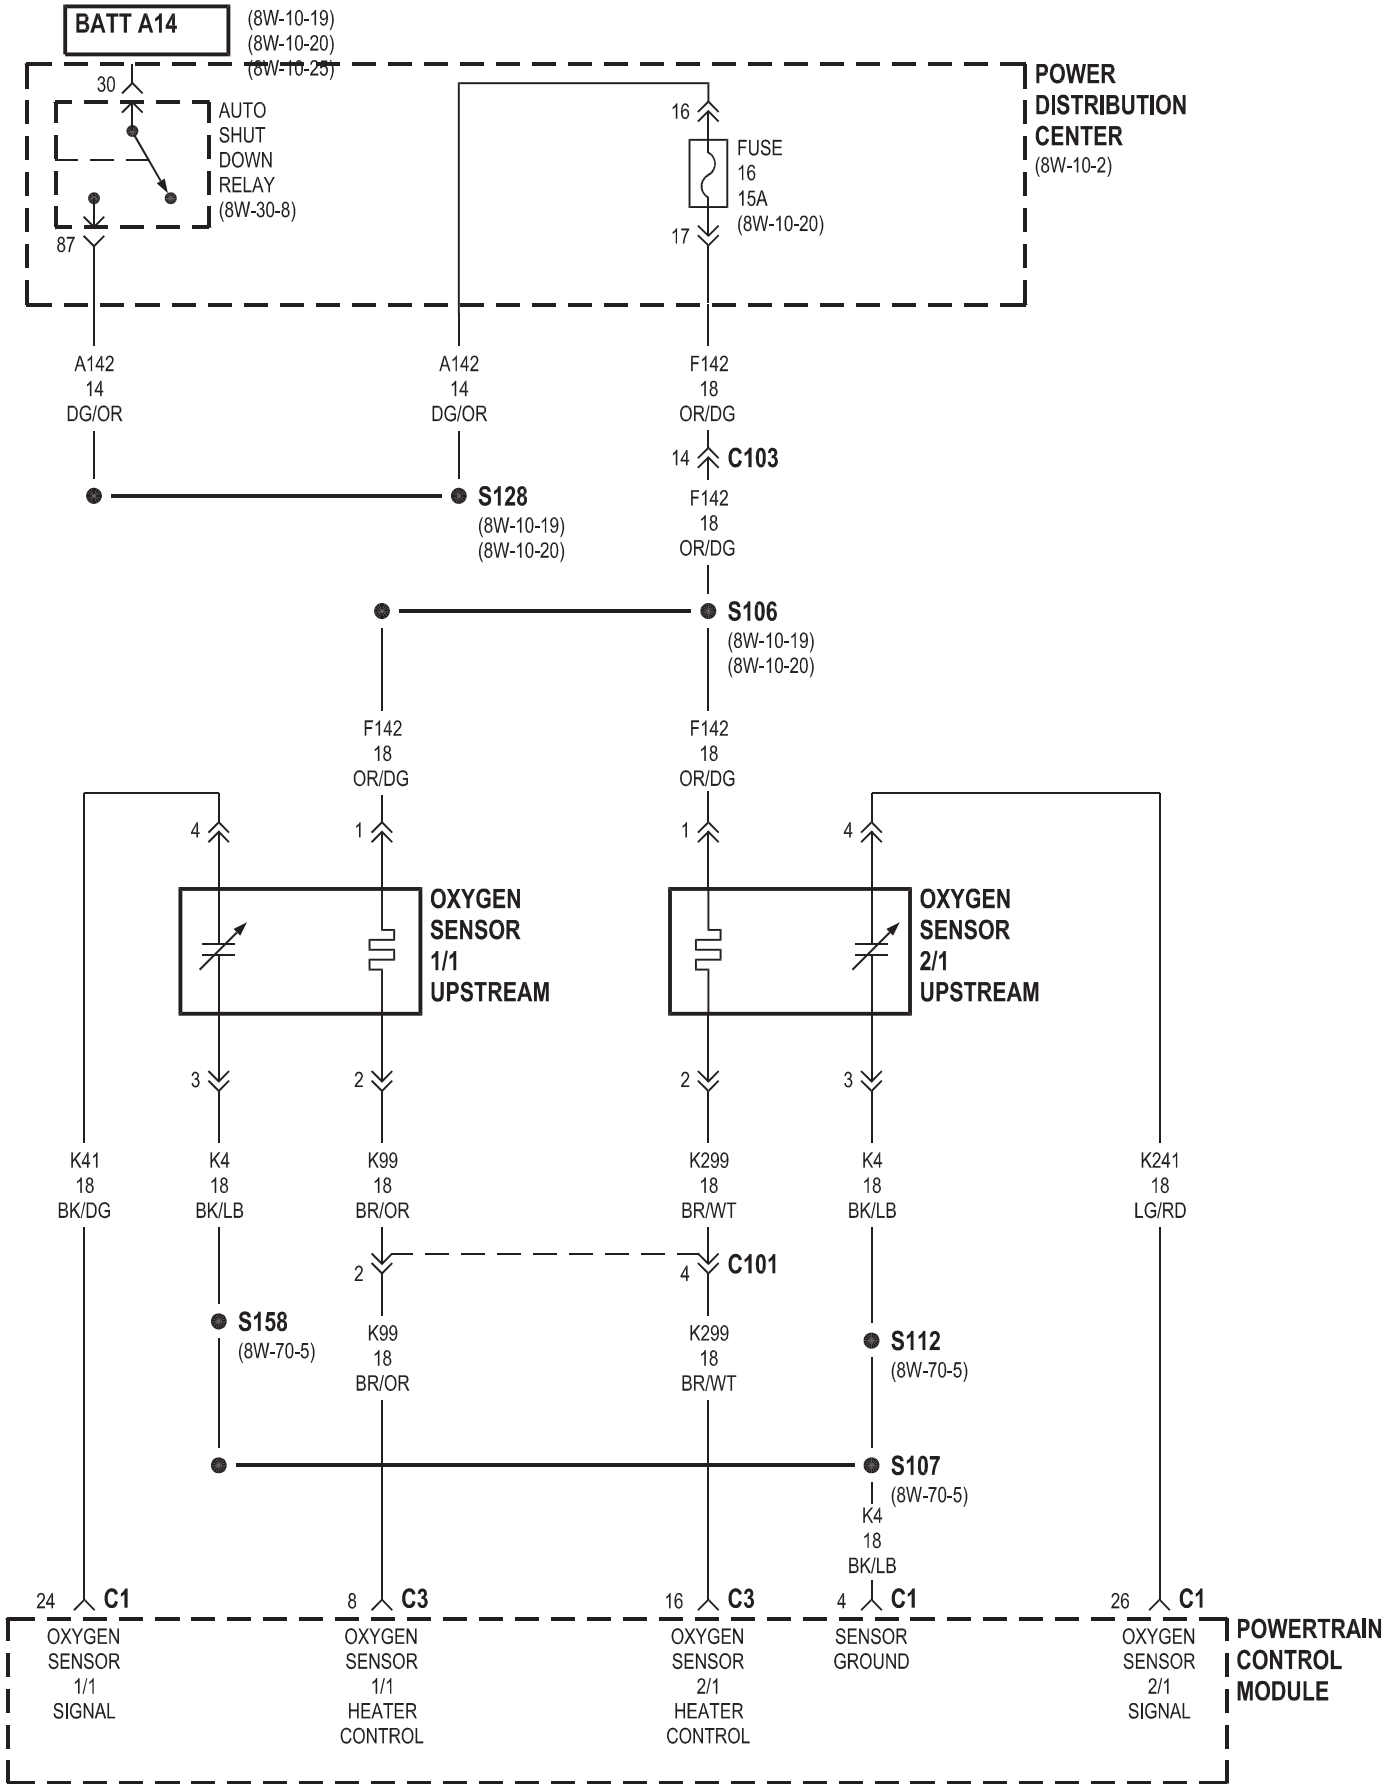 BATT A14
(8W-10-19)
(8W-10-20)
(8W-10-25)
30
AUTO
SHUT
DOWN
RELAY
(8W-30-8)
87
16
FUSE
16
15A
(8W-10-20)
17
POWER
DISTRIBUTION
CENTER
(8W-10-2)
A142
14
DG/OR
A142
14
DG/OR
F142
18
OR/DG
14
C103
F142
18
OR/DG
S128
(8W-10-19)
(8W-10-20)
S106
(8W-10-19)
(8W-10-20)
F142
18
OR/DG
F142
18
OR/DG
4
1
1
4
OXYGEN
SENSOR
1/1
UPSTREAM
OXYGEN
SENSOR
2/1
UPSTREAM
3
2
2
3
K41
18
BK/DG
K4
18
BK/LB
K99
18
BR/OR
K299
18
BR/WT
K4
18
BK/LB
K241
18
LG/RD
2
4
C101
S158
(8W-70-5)
K99
18
BR/OR
K299
18
BR/WT
S112
(8W-70-5)
S107
(8W-70-5)
K4
18
BK/LB
24
C1
8
C3
16
C3
4
C1
26
C1
OXYGEN
SENSOR
1/1
SIGNAL
OXYGEN
SENSOR
1/1
HEATER
CONTROL
OXYGEN
SENSOR
2/1
HEATER
CONTROL
SENSOR
GROUND
OXYGEN
SENSOR
2/1
SIGNAL
POWERTRAIN
CONTROL
MODULE